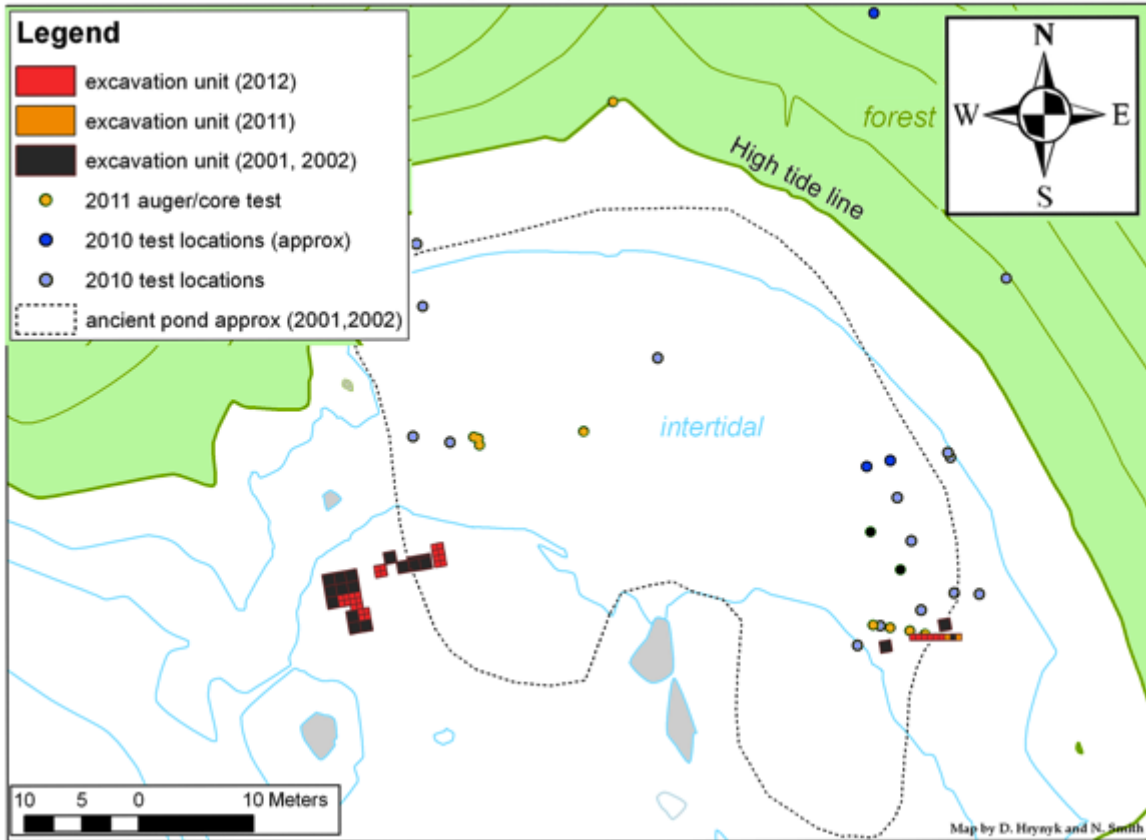 Legend
excavation unit (2012)
excavation unit (2011)
excavation unit (2001, 2002)
2011 auger/core test
2010 test locations (approx)
2010 test locations
ancient pond approx (2001,2002)
N
W
E
S
forest
High tide line
intertidal
10 5 0 10 Meters
Map by D. Hrynyk and N. Smith